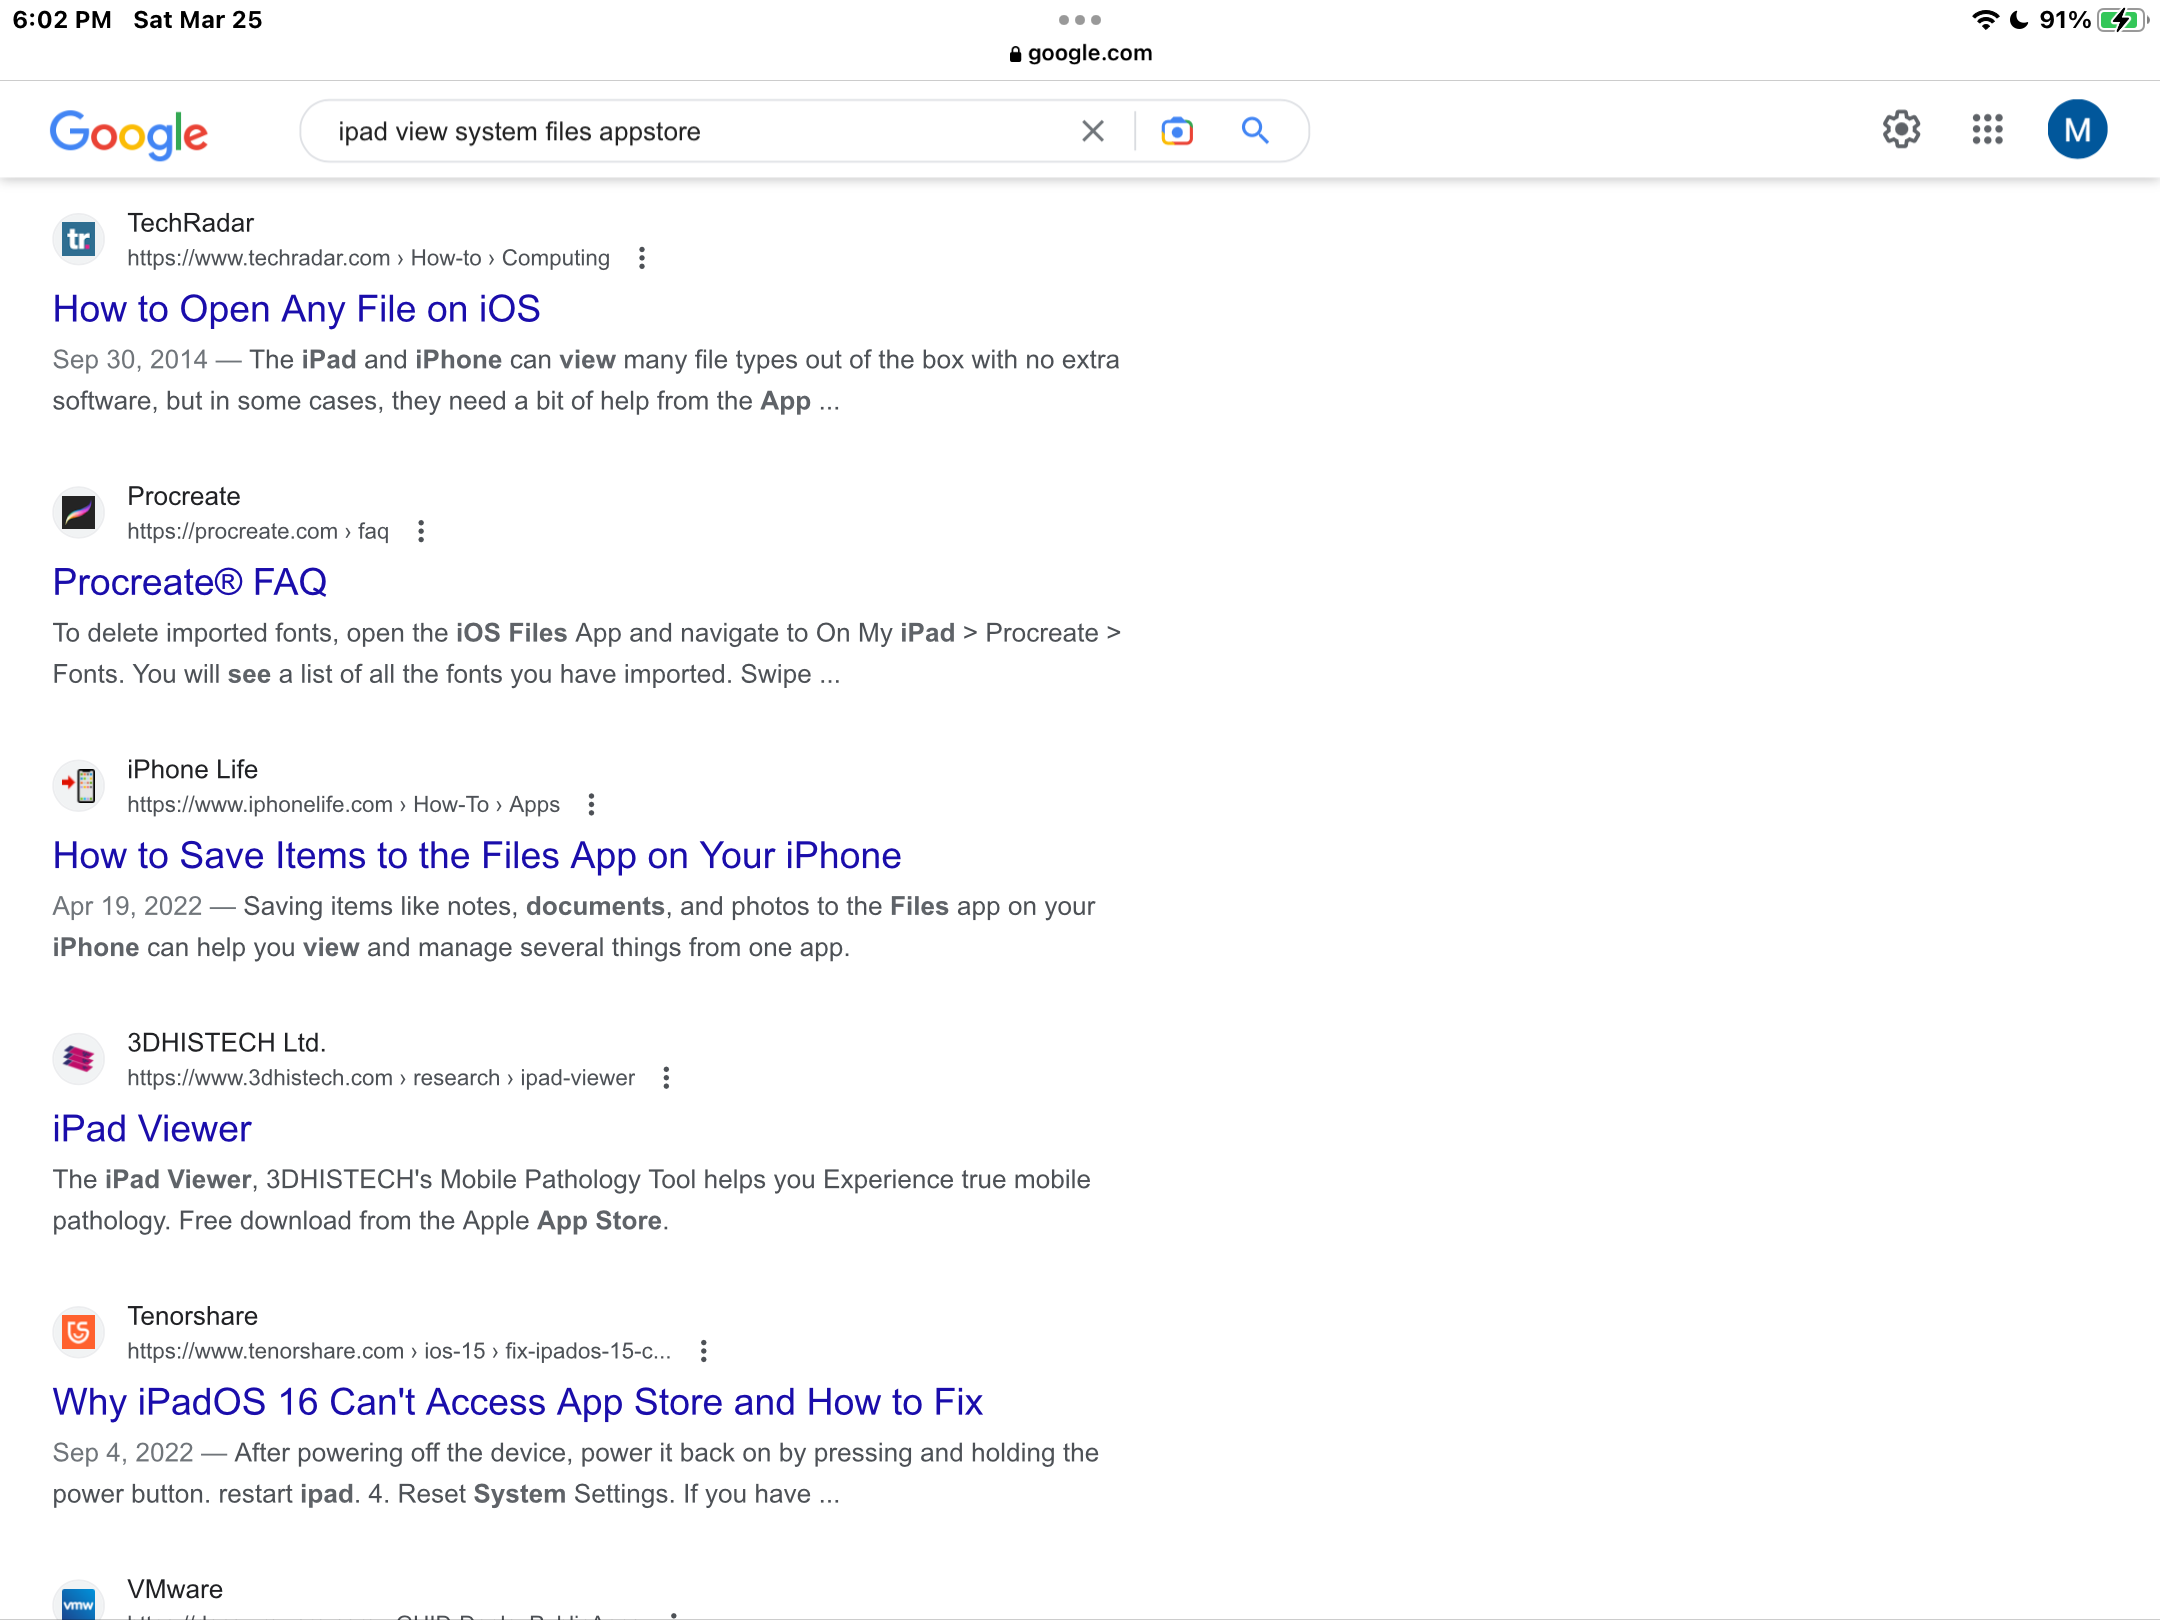 6:02 PM Sat Mar 25
91%
google.com
Google
ipad view system files appstore
M
tr.
TechRadar
https://www.techradar.com › How-to › Computing
How to Open Any File on iOS
Sep 30, 2014 — The iPad and iPhone can view many file types out of the box with no extra
software, but in some cases, they need a bit of help from the App ...
Procreate
https://procreate.com › faq
Procreate® FAQ
To delete imported fonts, open the iOS Files App and navigate to On My iPad > Procreate >
Fonts. You will see a list of all the fonts you have imported. Swipe ...
iPhone Life
https://www.iphonelife.com › How-To › Apps
How to Save Items to the Files App on Your iPhone
Apr 19, 2022 — Saving items like notes, documents, and photos to the Files app on your
iPhone can help you view and manage several things from one app.
3DHISTECH Ltd.
https://www.3dhistech.com › research › ipad-viewer
iPad Viewer
The iPad Viewer, 3DHISTECH's Mobile Pathology Tool helps you Experience true mobile
pathology. Free download from the Apple App Store.
Tenorshare
https://www.tenorshare.com › ios-15 › fix-ipados-15-c...
Why iPadOS 16 Can't Access App Store and How to Fix
Sep 4, 2022 — After powering off the device, power it back on by pressing and holding the
power button. restart ipad. 4. Reset System Settings. If you have ...
vmw
VMware